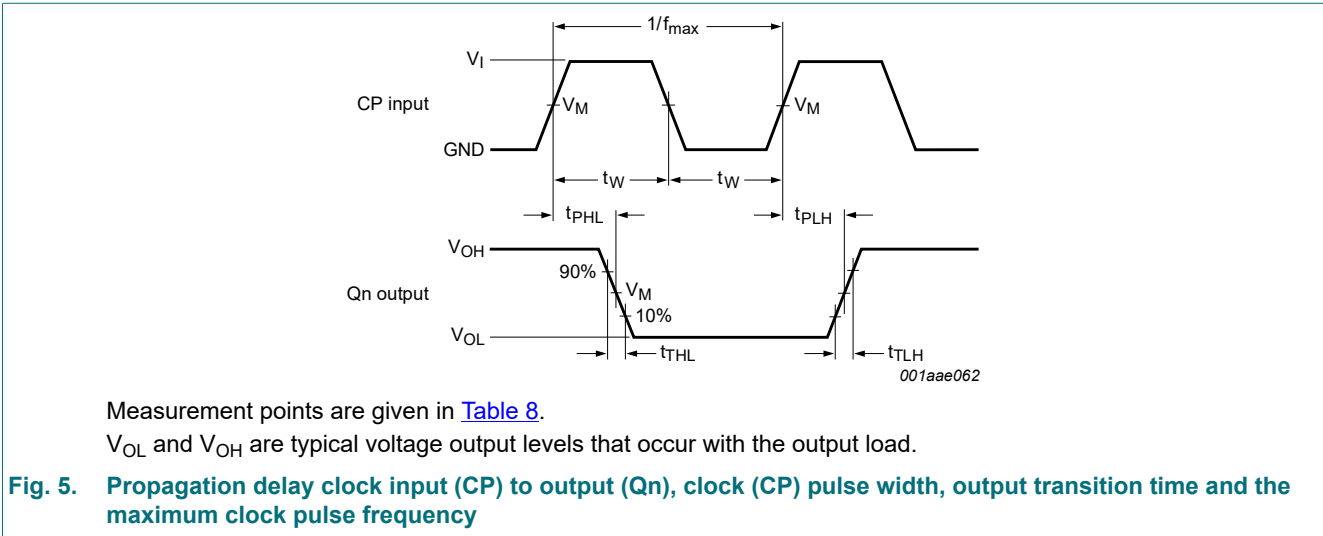 1/fmax
VI
CP input
VM
VM
GND
tW
tW
tPHL
tPLH
VOH
90%
Qn output
VM
10%
VOL
tTHL
tTLH
001aae062
Measurement points are given in Table 8.
VOL and VOH are typical voltage output levels that occur with the output load.
Fig. 5. Propagation delay clock input (CP) to output (Qn), clock (CP) pulse width, output transition time and the
maximum clock pulse frequency